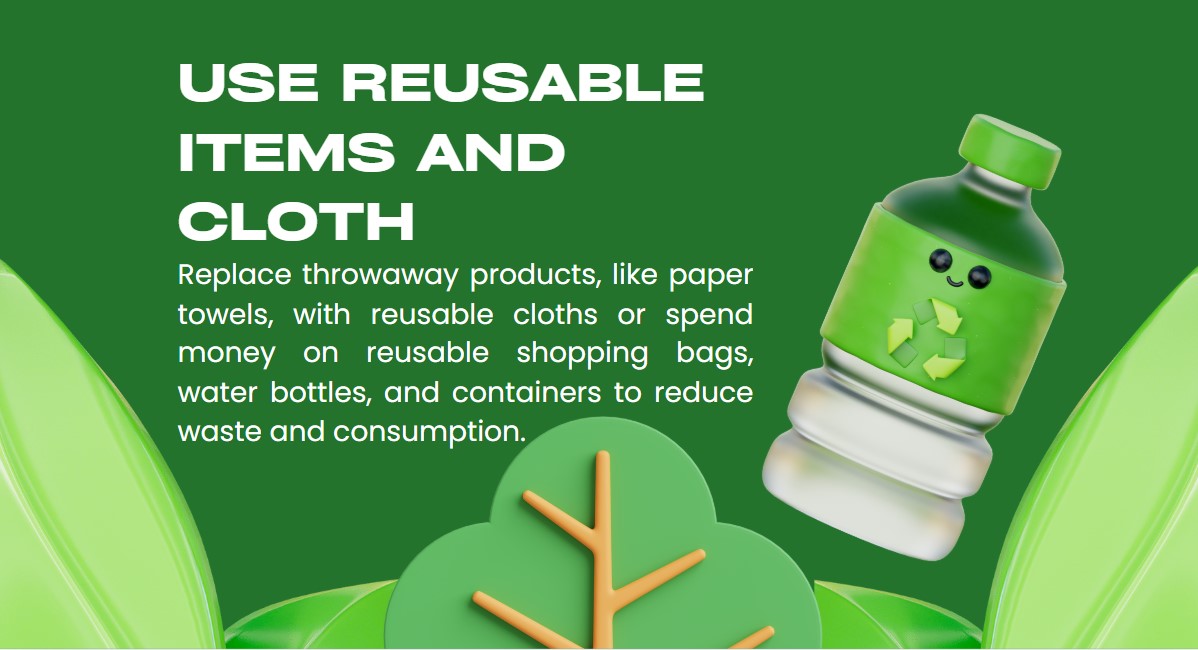 USE REUSABLE
ITEMS AND
CLOTH
Replace throwaway products, like paper
towels, with reusable cloths or spend
money on reusable shopping bags,
water bottles, and containers to reduce
waste and consumption.